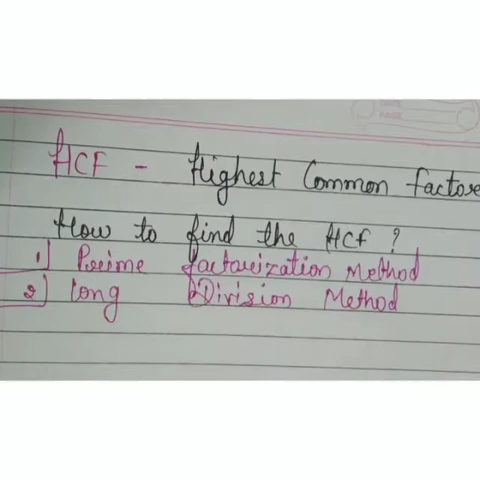 HCF - Highest Common Factor
How to find the HCF ?
1) Prime factorization Method
2) long Division Method